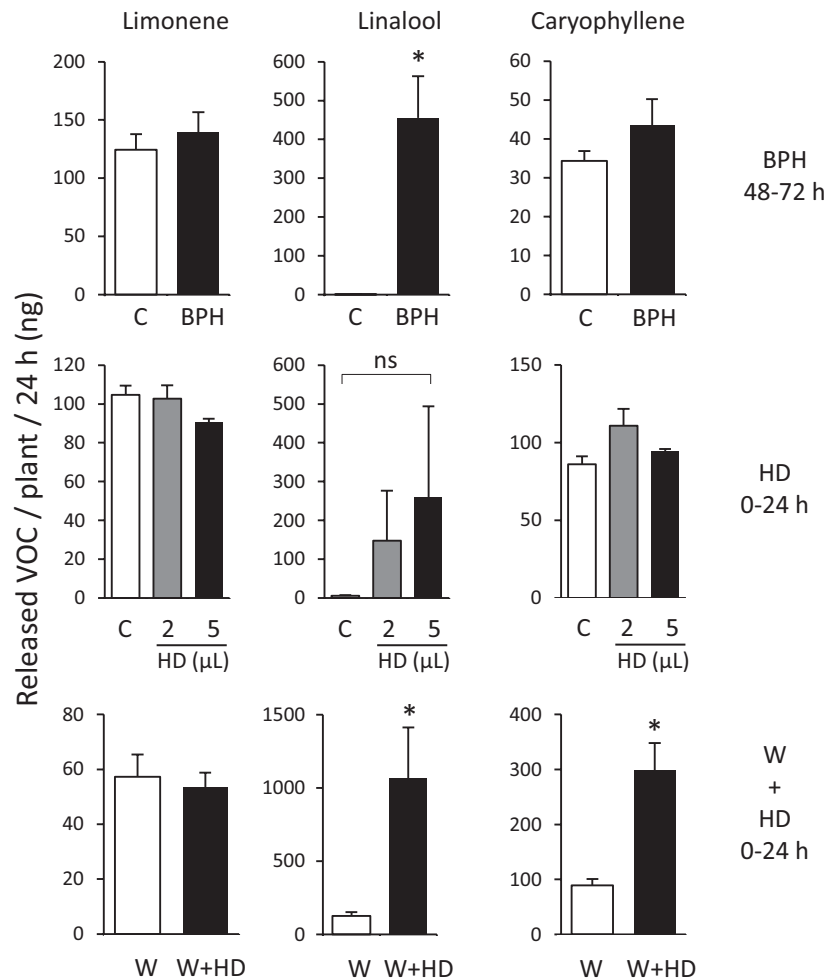 Limonene Linalool Caryophyllene
Released VOC / plant / 24 h (ng)
200
150
100
50
0
C BPH
*
600
500
400
300
200
100
0
C BPH
60
50
40
30
20
10
0
C BPH
BPH
48-72 h
120
100
80
60
40
20
0
C 2 5
HD (μL)
ns
600
500
400
300
200
100
0
C 2 5
HD (μL)
150
100
50
0
C 2 5
HD (μL)
HD
0-24 h
80
60
40
20
0
W W+HD
*
1500
1000
500
0
W W+HD
*
400
300
200
100
0
W W+HD
W
+
HD
0-24 h